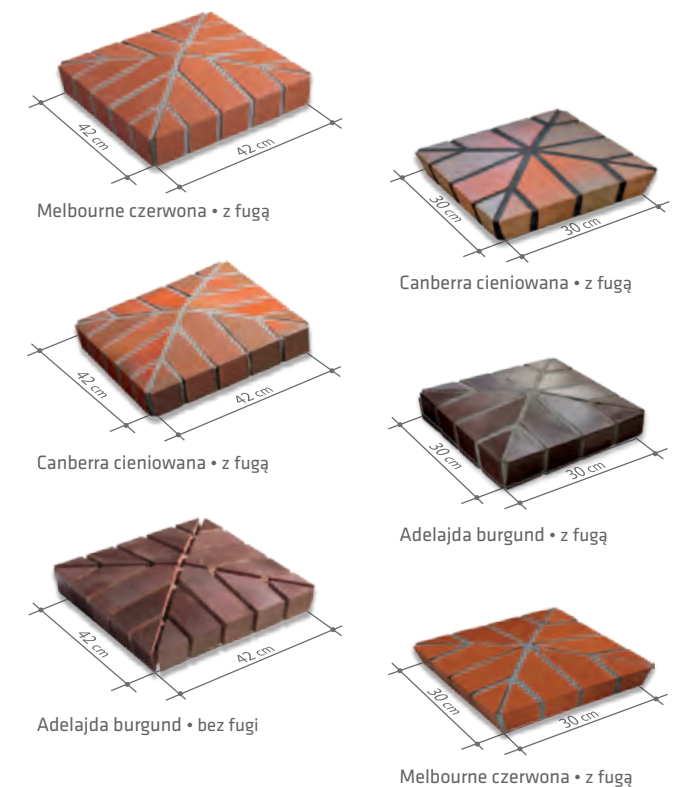 42 cm
42 cm
Melbourne czerwona • z fugą
30 cm
30 cm
Canberra cieniowana • z fugą
42 cm
42 cm
Canberra cieniowana • z fugą
30 cm
30 cm
Adelajda burgund • z fugą
42 cm
42 cm
Adelajda burgund • bez fugi
30 cm
30 cm
Melbourne czerwona • z fugą